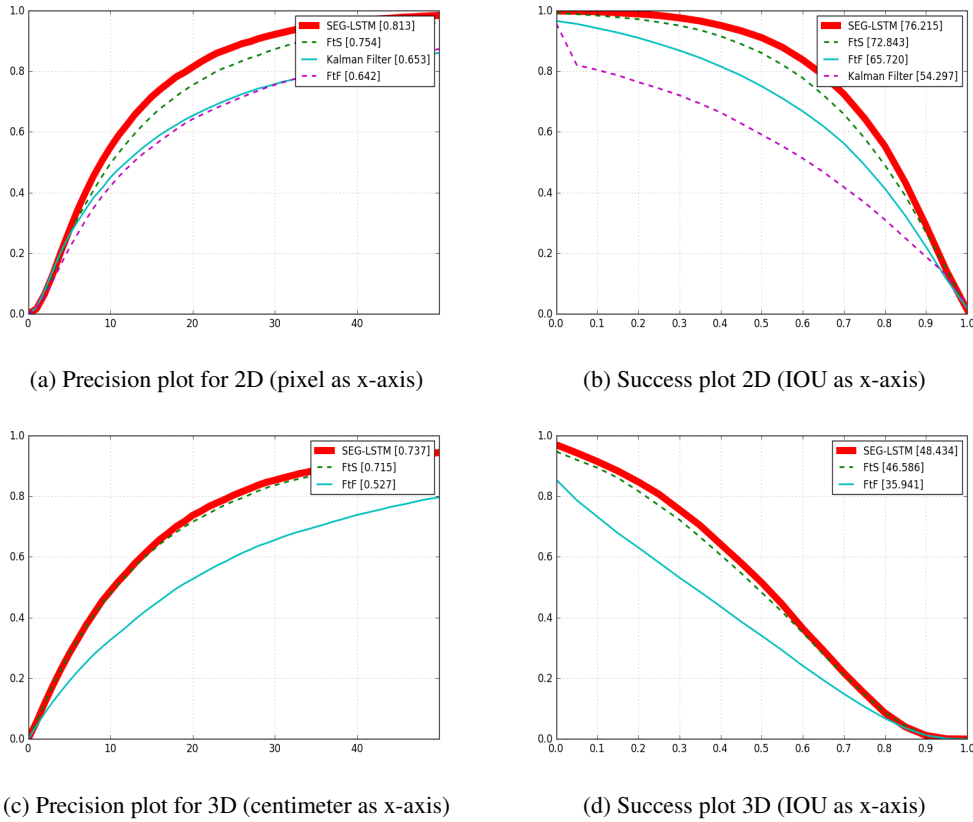 1.0
0.8
0.6
0.4
0.2
0.0
0 10 20 30 40
SEG-LSTM [0.813]
FtS [0.754]
Kalman Filter [0.653]
FtF [0.642]
(a) Precision plot for 2D (pixel as x-axis)
1.0
0.8
0.6
0.4
0.2
0.0
0.0 0.1 0.2 0.3 0.4 0.5 0.6 0.7 0.8 0.9 1.0
SEG-LSTM [76.215]
FtS [72.843]
FtF [65.720]
Kalman Filter [54.297]
(b) Success plot 2D (IOU as x-axis)
1.0
0.8
0.6
0.4
0.2
0.0
0 10 20 30 40
SEG-LSTM [0.737]
FtS [0.715]
FtF [0.527]
(c) Precision plot for 3D (centimeter as x-axis)
1.0
0.8
0.6
0.4
0.2
0.0
0.0 0.1 0.2 0.3 0.4 0.5 0.6 0.7 0.8 0.9 1.0
SEG-LSTM [48.434]
FtS [46.586]
FtF [35.941]
(d) Success plot 3D (IOU as x-axis)